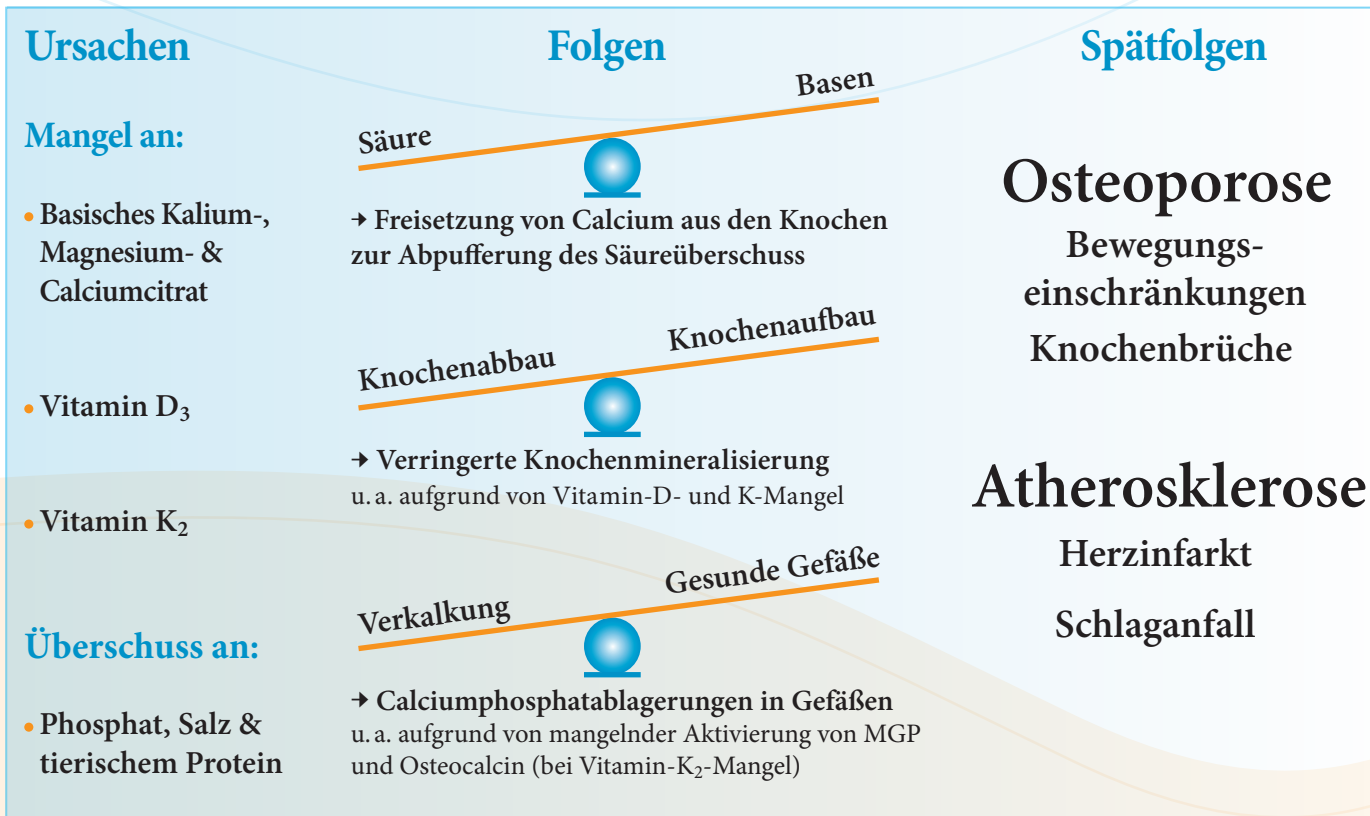 Ursachen
Mangel an:
• Basisches Kalium-,
Magnesium- &
Calciumcitrat
• Vitamin D₃
• Vitamin K₂
Überschuss an:
• Phosphat, Salz &
tierischem Protein
Folgen
Säure
Basen
→ Freisetzung von Calcium aus den Knochen
zur Abpufferung des Säureüberschuss
Knochenabbau
Knochenaufbau
→ Verringerte Knochenmineralisierung
u. a. aufgrund von Vitamin-D- und K-Mangel
Verkalkung
Gesunde Gefäße
→ Calciumphosphatablagerungen in Gefäßen
u. a. aufgrund von mangelnder Aktivierung von MGP
und Osteocalcin (bei Vitamin-K₂-Mangel)
Spätfolgen
Osteoporose
Bewegungs-
einschränkungen
Knochenbrüche
Atherosklerose
Herzinfarkt
Schlaganfall